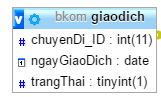 v bkom giaodich
# chuyenDi_ID : int(11)
ngayGiaoDich : date
# trangThai : tinyint(1)